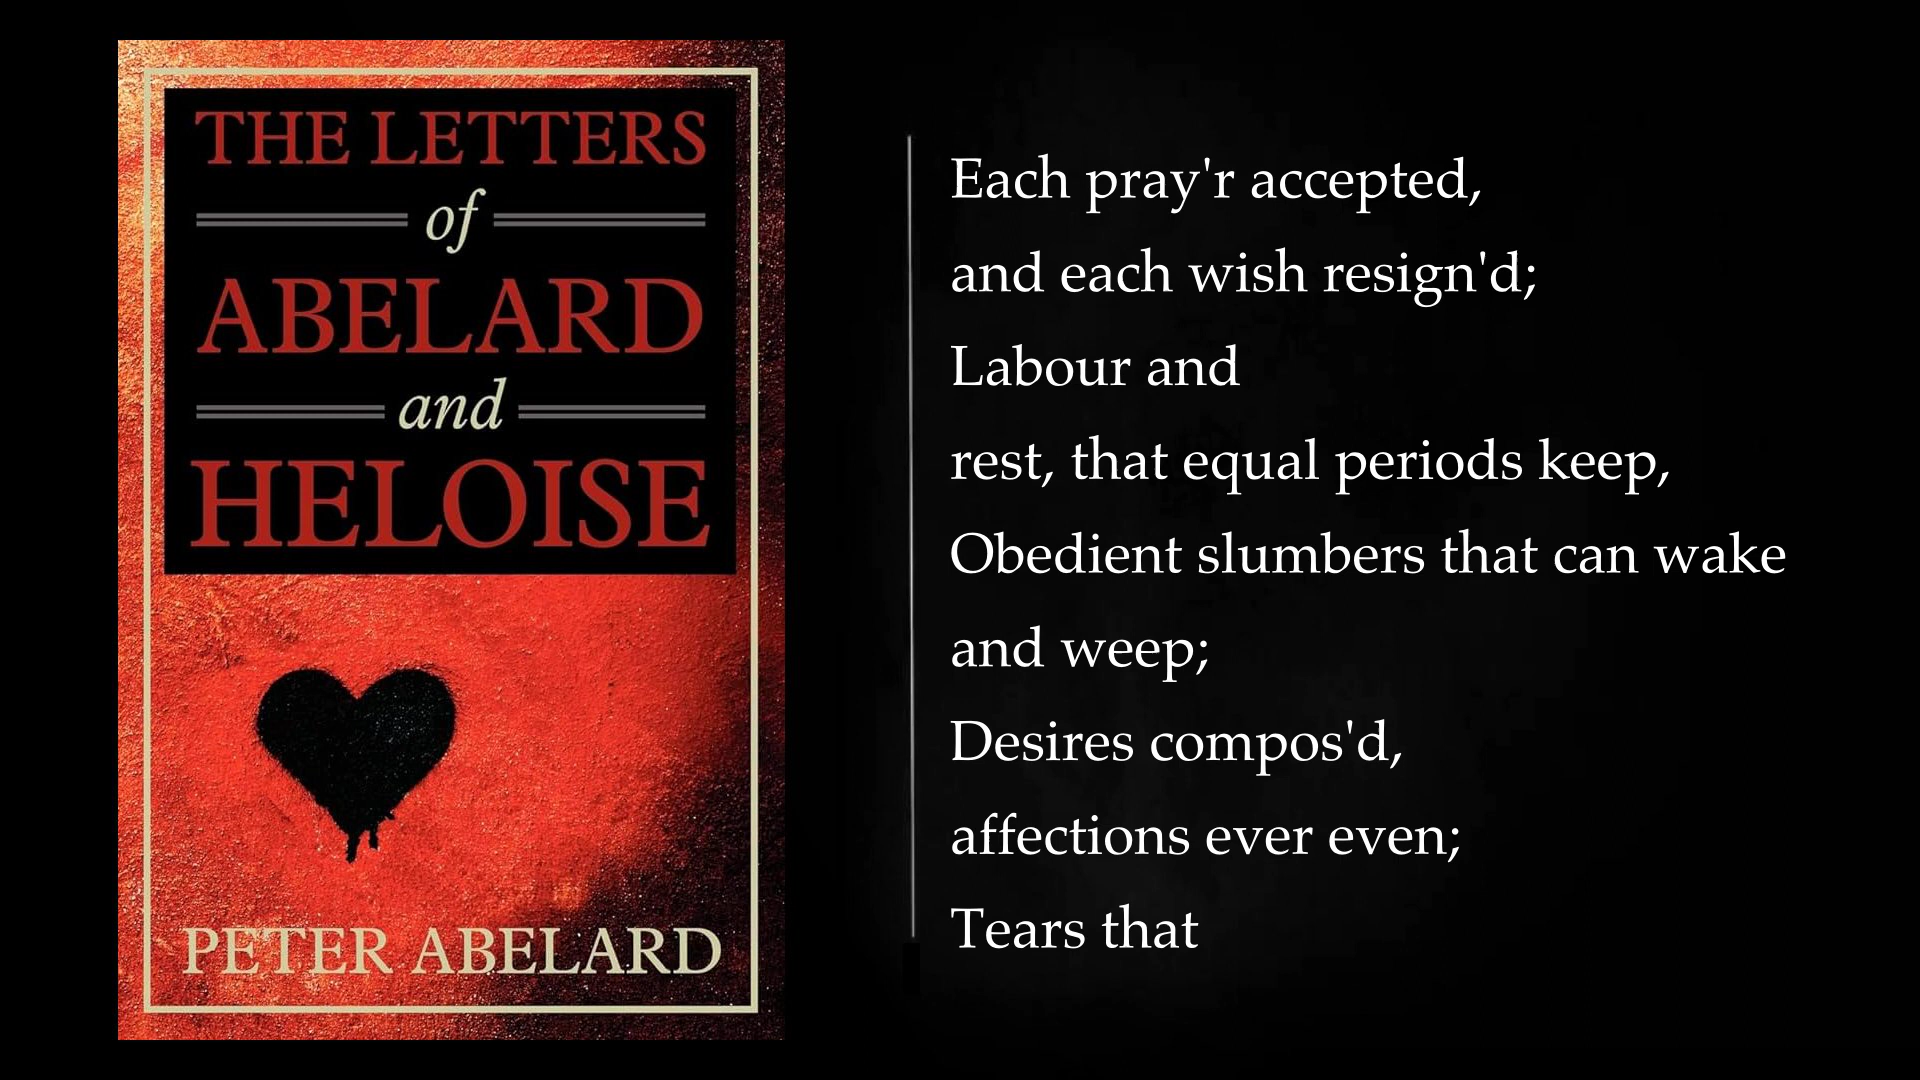 THE LETTERS
of
ABELARD
and
HELOISE
PETER ABELARD
Each pray'r accepted,
and each wish resign'd;
Labour and
rest, that equal periods keep,
Obedient slumbers that can wake
and weep;
Desires compos'd,
affections ever even;
Tears that